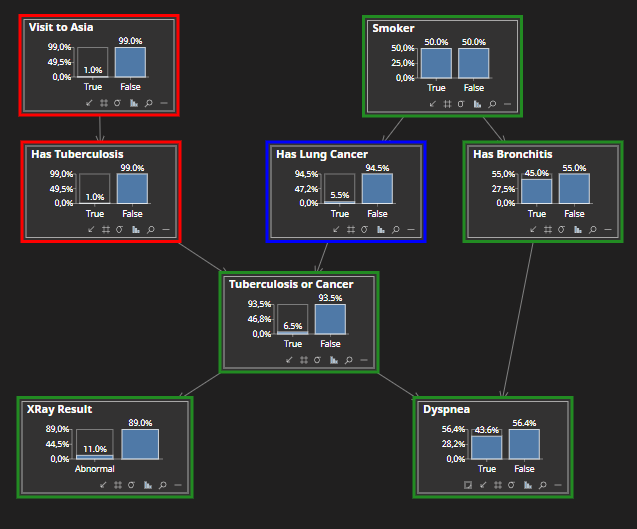 Visit to Asia
99,0%
99.0%
49,5%
1.0%
0,0%
True False
Smoker
50.0% 50.0%
50,0%
25,0%
0,0%
True False
Has Tuberculosis
99,0%
99.0%
49,5%
1.0%
0,0%
True False
Has Lung Cancer
94,5%
94.5%
47,2%
5.5%
0,0%
True False
Has Bronchitis
55,0%
45.0% 55.0%
27,5%
0,0%
True False
Tuberculosis or Cancer
93,5%
93.5%
46,8%
6.5%
0,0%
True False
XRay Result
89,0%
89.0%
44,5%
11.0%
0,0%
Abnormal
Dyspnea
56,4%
43.6% 56.4%
28,2%
0,0%
True False